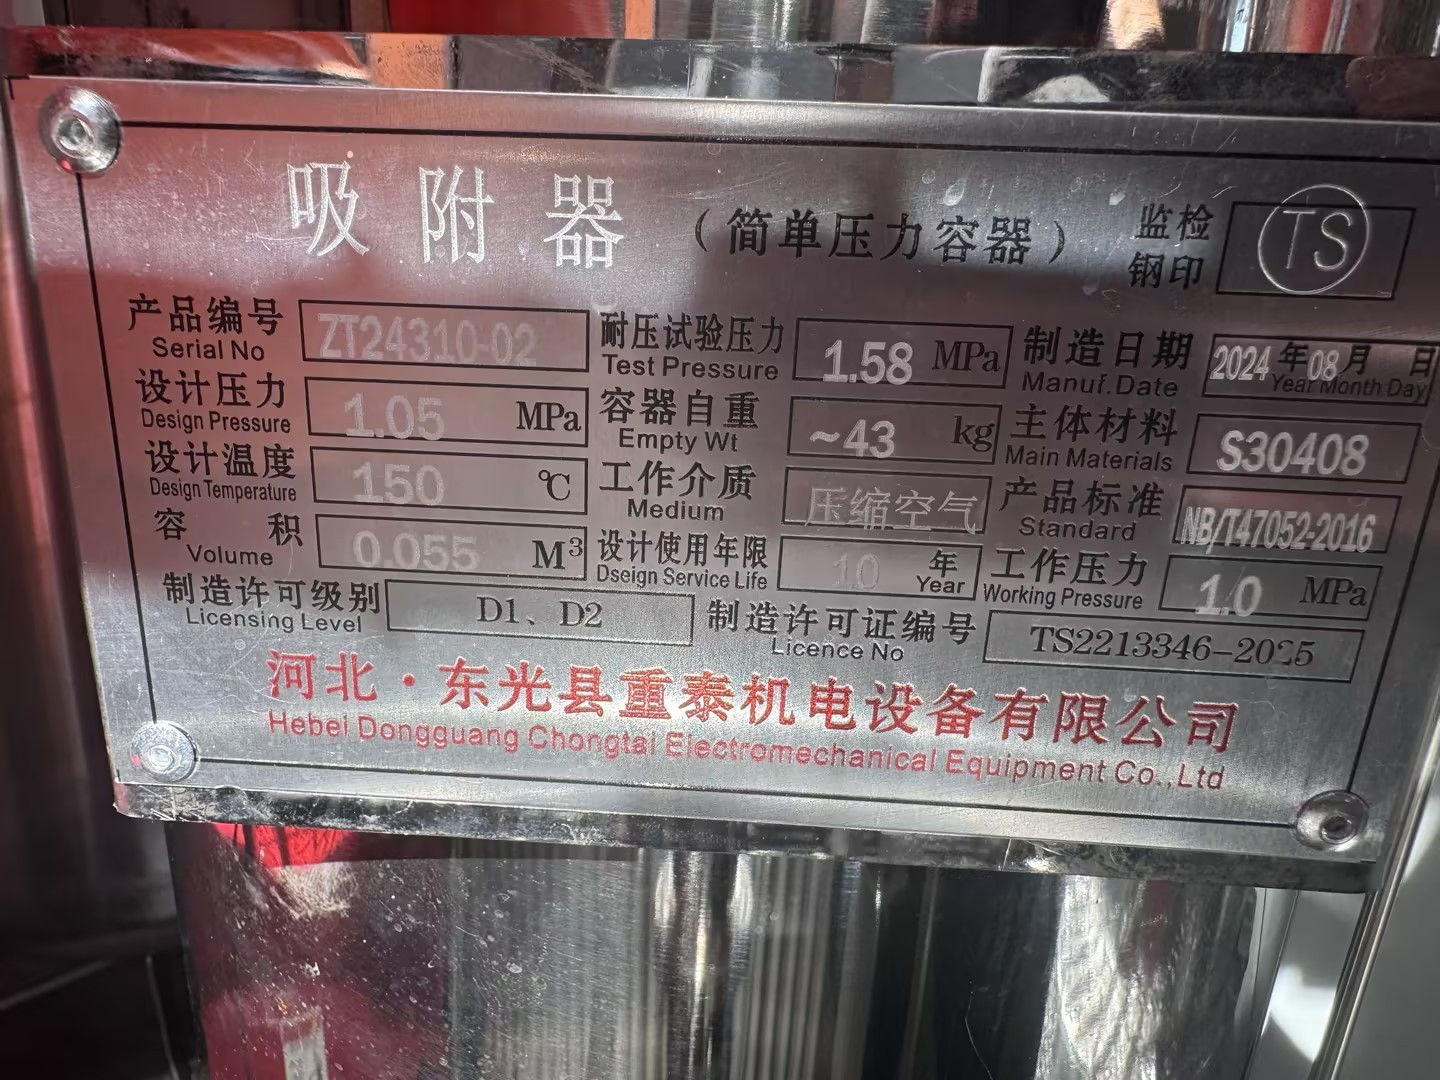 吸附器（简单压力容器） 监检钢印 TS
产品编号 ZT24310-02 耐压试验压力 1.58 MPa 制造日期 2024年08月 日
Serial No Test Pressure Manuf.Date Year Month Day
设计压力 1.05 MPa 容器自重 ~43 kg 主体材料 S30408
Design Pressure Empty Wt Main Materials
设计温度 150 ℃ 工作介质 压缩空气 产品标准 NB/T47052-2016
Design Temperature Medium Standard
容积 0.055 M³ 设计使用年限 10 年 工作压力 1.0 MPa
Volume Dseign Service Life Year Working Pressure
制造许可级别 D1、D2 制造许可证编号 TS2213346-2025
Licensing Level Licence No
河北·东光县重泰机电设备有限公司
Hebei Dongguang Chongtai Electromechanical Equipment Co.,Ltd